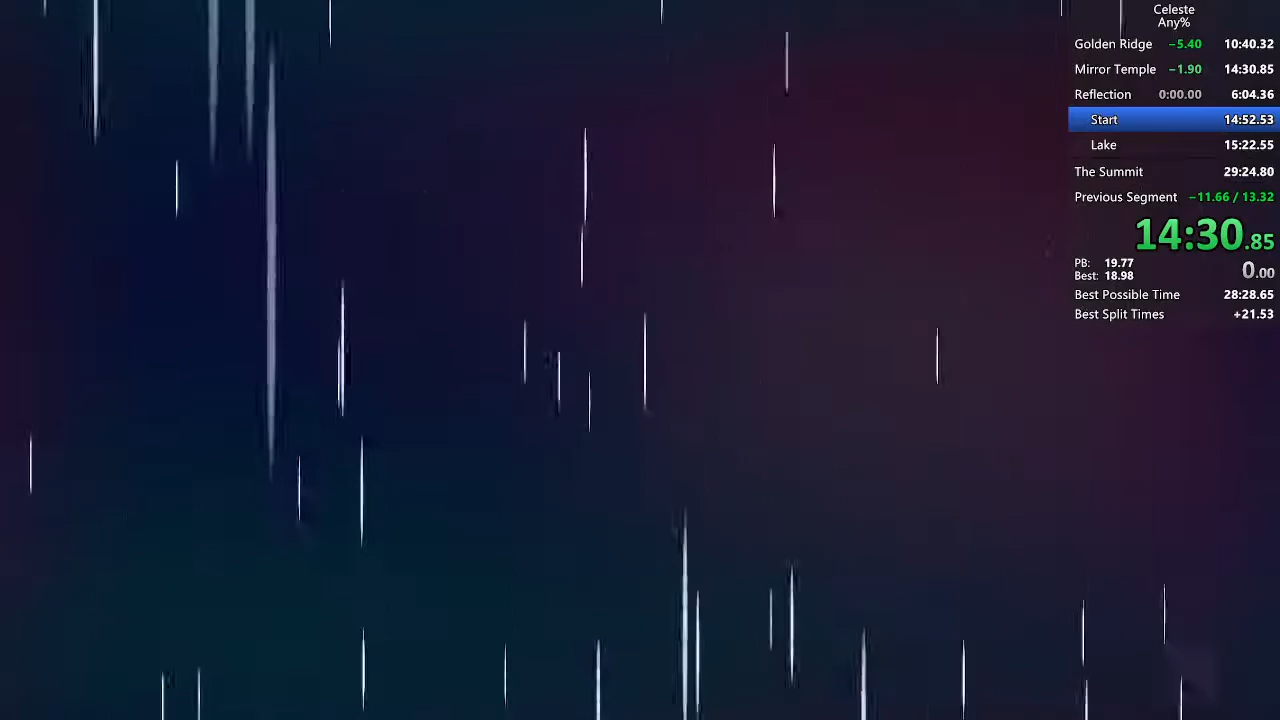 Celeste
Any%
Golden Ridge −5.40 10:40.32
Mirror Temple −1.90 14:30.85
Reflection 0:00.00 6:04.36
Start 14:52.53
Lake 15:22.55
The Summit 29:24.80
Previous Segment −11.66 / 13.32
14:30.85
PB: 19.77
Best: 18.98
0.00
Best Possible Time 28:28.65
Best Split Times +21.53